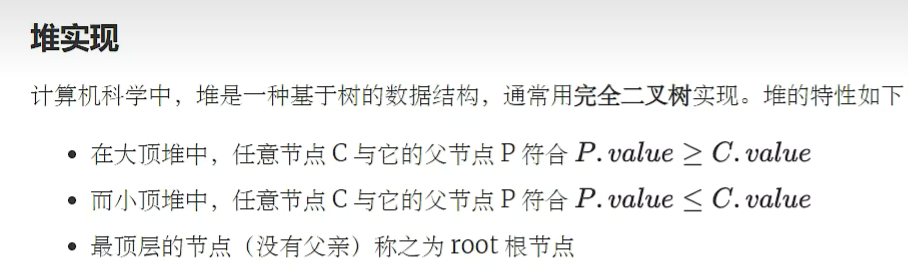 堆实现
计算机科学中，堆是一种基于树的数据结构，通常用完全二叉树实现。堆的特性如下
• 在大顶堆中，任意节点 C 与它的父节点 P 符合 P.value ≥ C.value
• 而小顶堆中，任意节点 C 与它的父节点 P 符合 P.value ≤ C.value
• 最顶层的节点（没有父亲）称之为 root 根节点